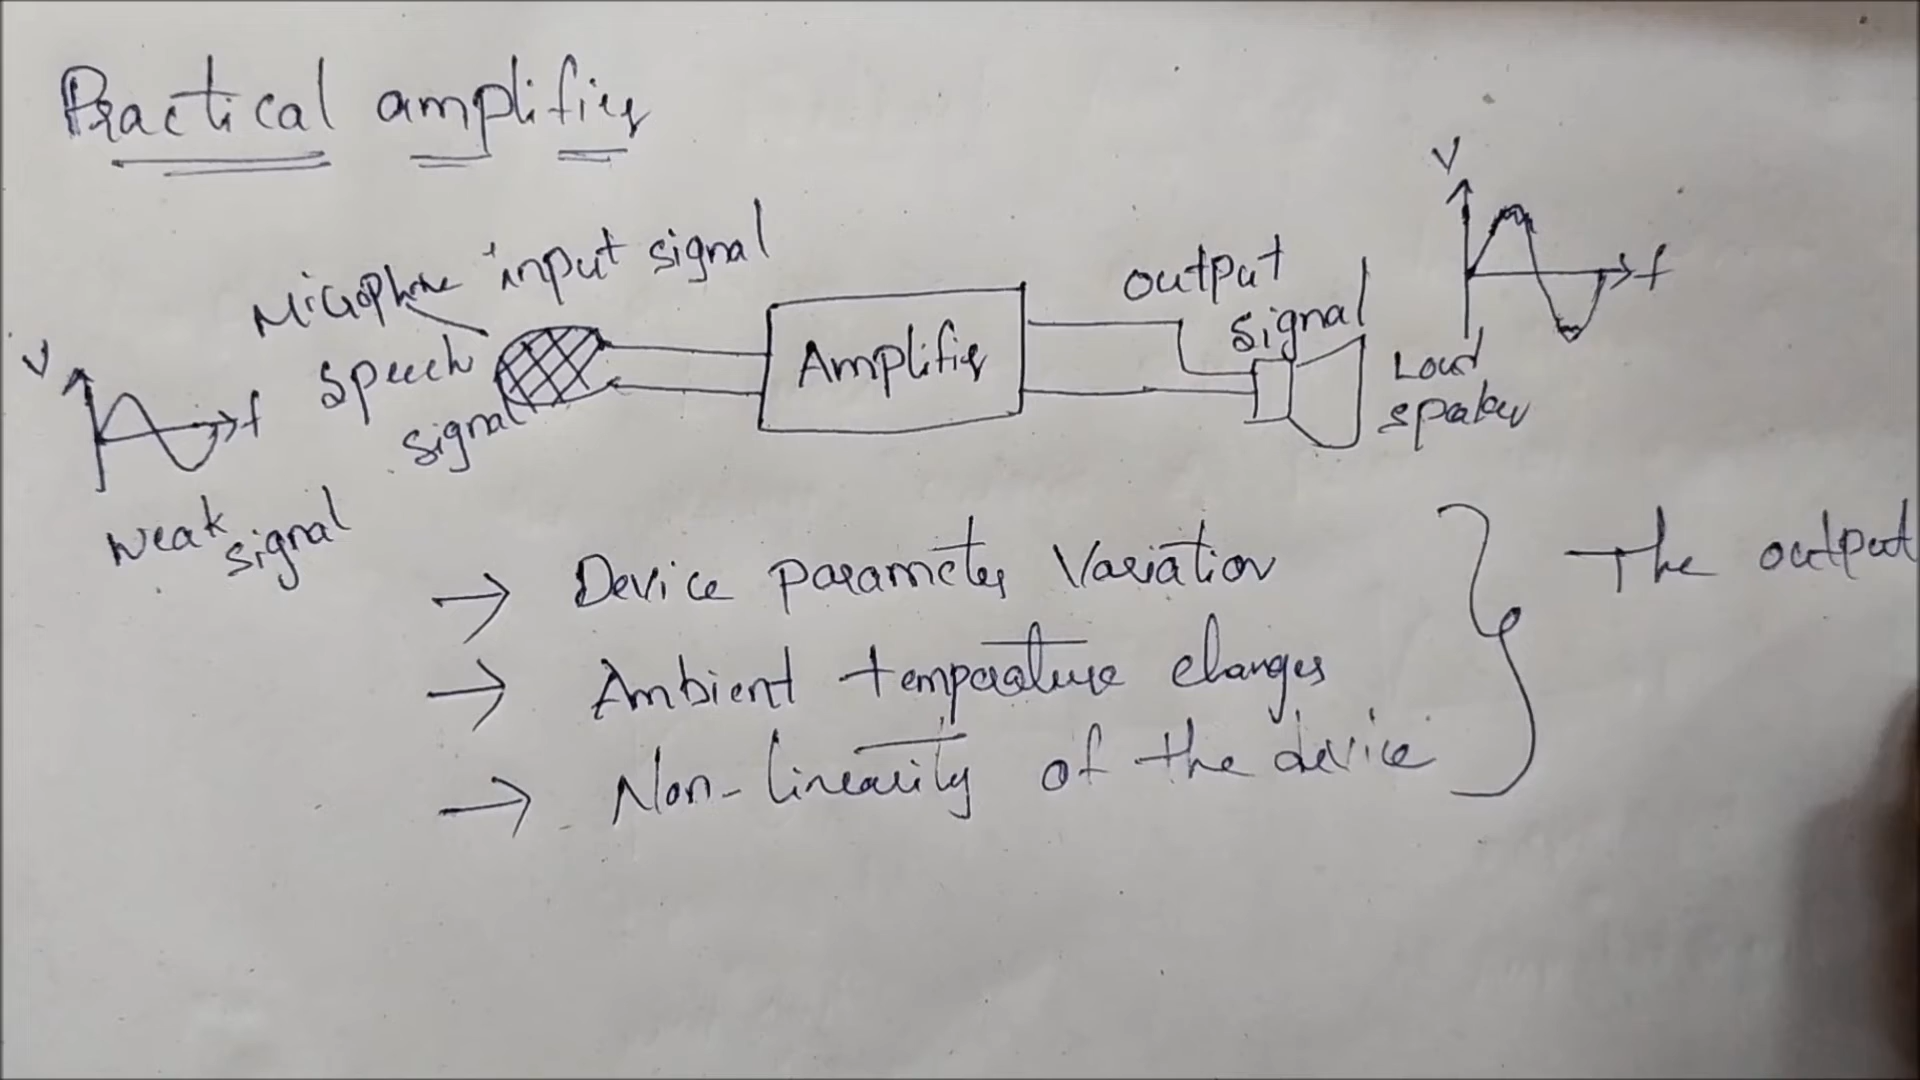 Practical amplifier
Microphone input signal
V
speech
signal
f
weak
signal
Amplifier
output
signal
V
f
Loud
speaker
→ Device parameter Variation
→ Ambient temperature changes
→ Non-linearity of the device
The output